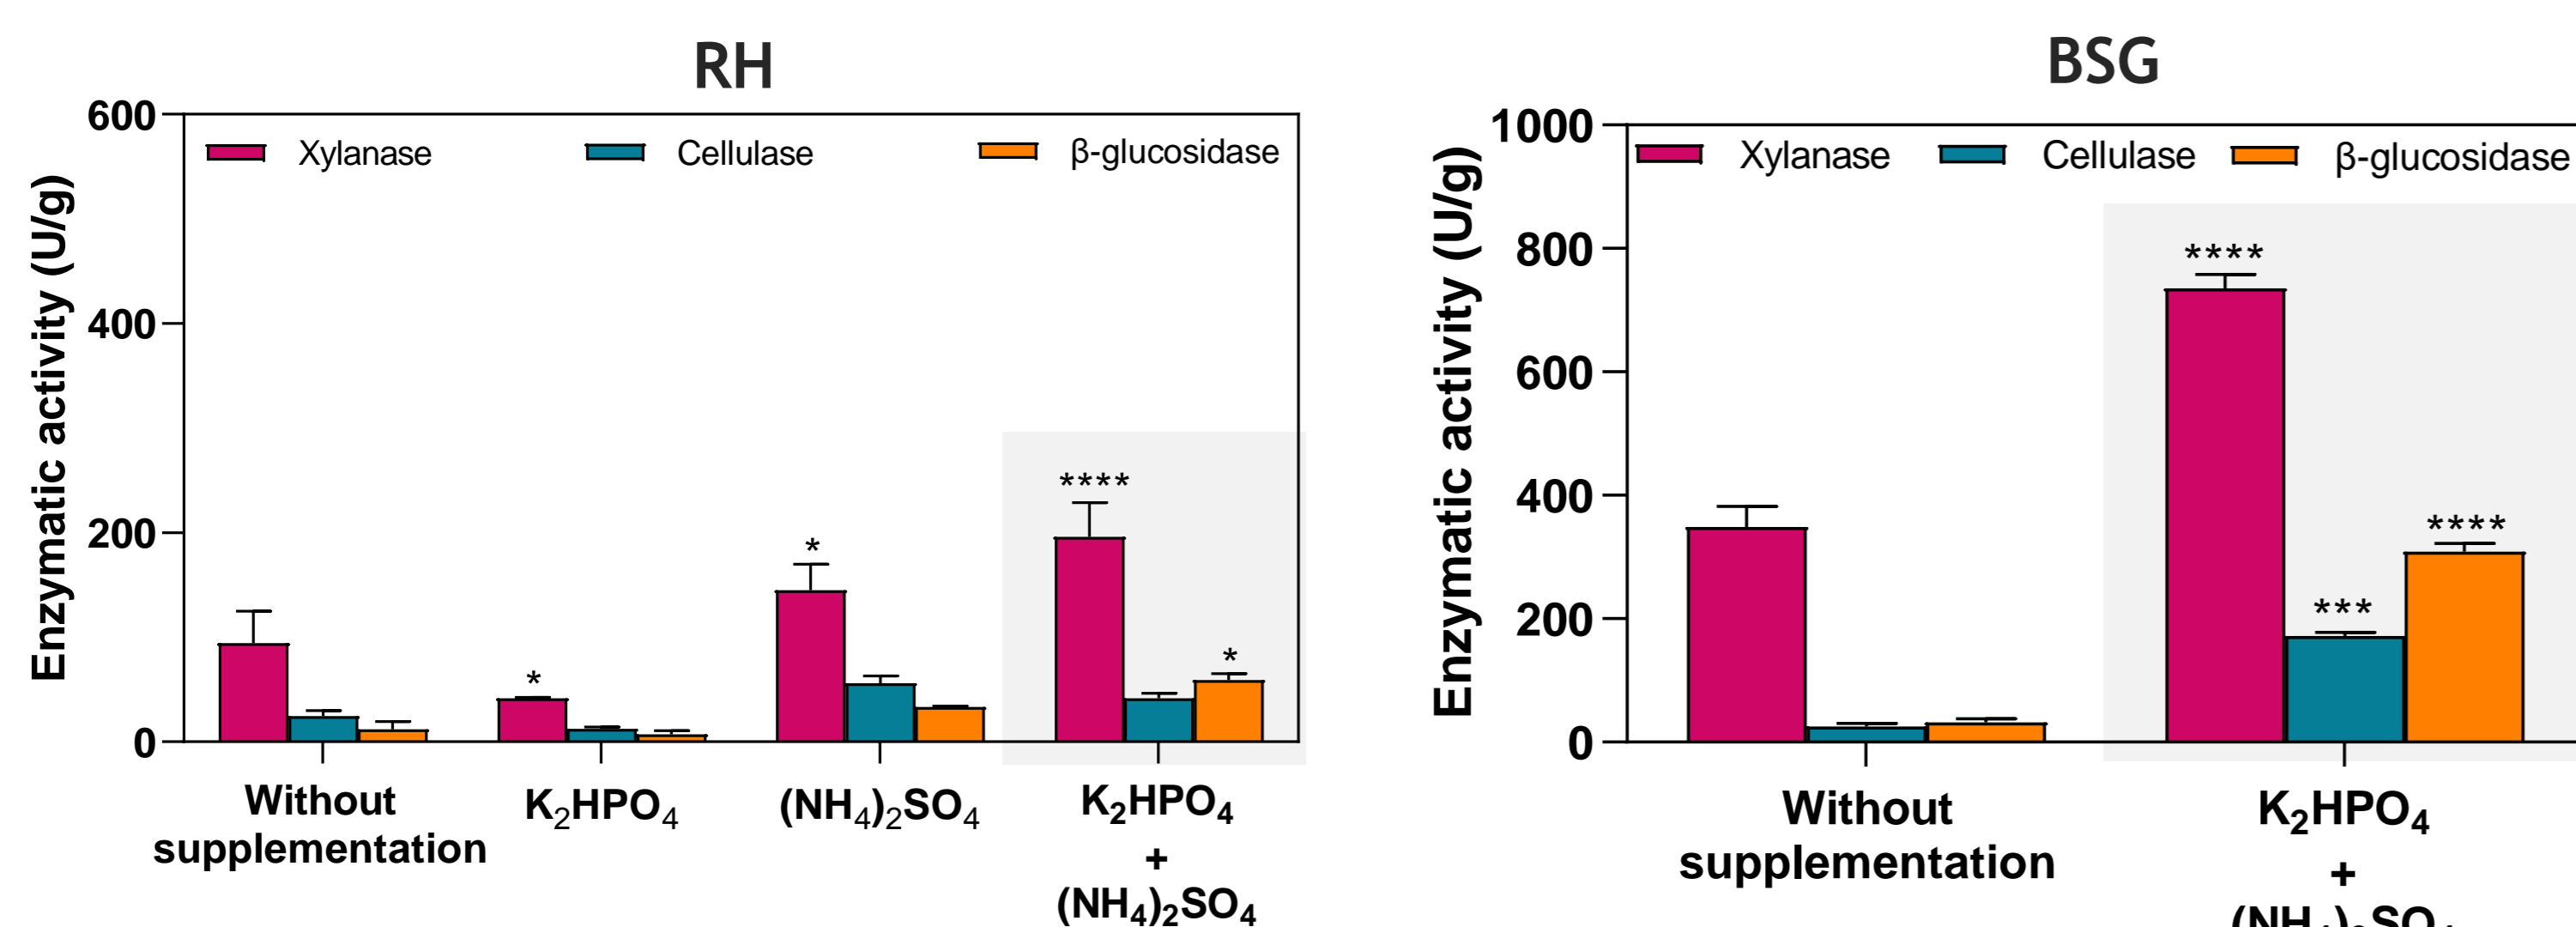 RH
600
Xylanase
Cellulase
β-glucosidase
Enzymatic activity (U/g)
400
****
200
*
*
*
0
Without
supplementation
K₂HPO₄
(NH₄)₂SO₄
K₂HPO₄
+
(NH₄)₂SO₄
BSG
1000
Xylanase
Cellulase
β-glucosidase
Enzymatic activity (U/g)
800
****
600
400
****
200
***
0
Without
supplementation
K₂HPO₄
+